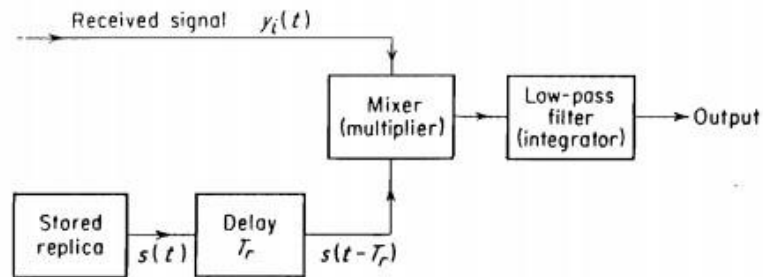 Received signal y_i(t)
Mixer
(multiplier)
Low-pass
filter
(integrator)
Output
Stored
replica
s(t)
Delay
T_r
s(t-T_r)